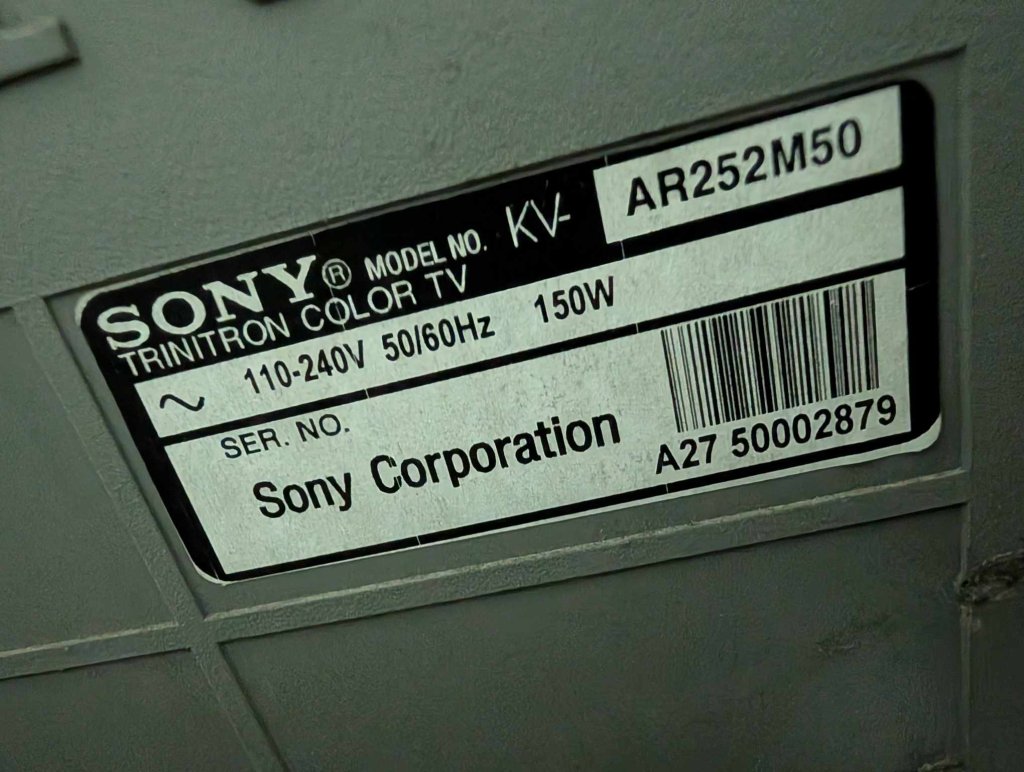 SONY® MODEL NO. KV- AR252M50
TRINITRON COLOR TV
~ 110-240V 50/60Hz 150W
SER. NO.
Sony Corporation
A27 50002879